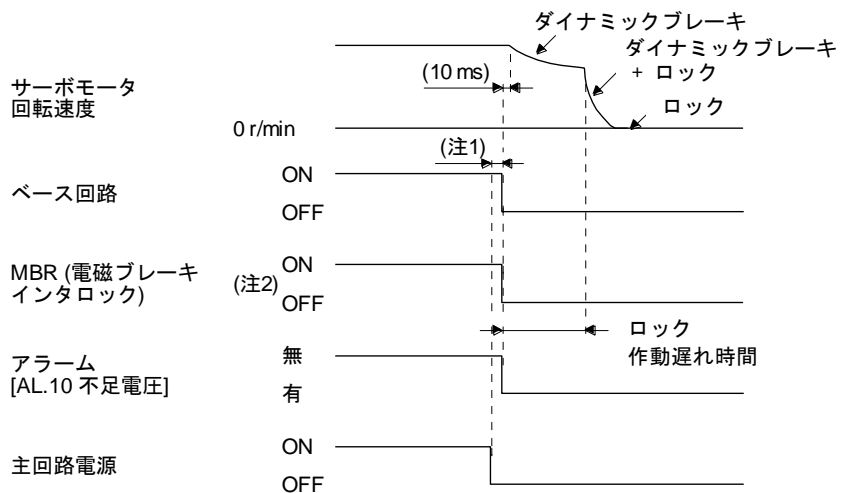 ダイナミックブレーキ
ダイナミックブレーキ
+ ロック
ロック
(10 ms)
サーボモータ
回転速度
0 r/min
(注1)
ON
ベース回路
OFF
ON
MBR (電磁ブレーキ
インタロック)
(注2)
OFF
ロック
作動遅れ時間
無
アラーム
[AL.10 不足電圧]
有
ON
主回路電源
OFF